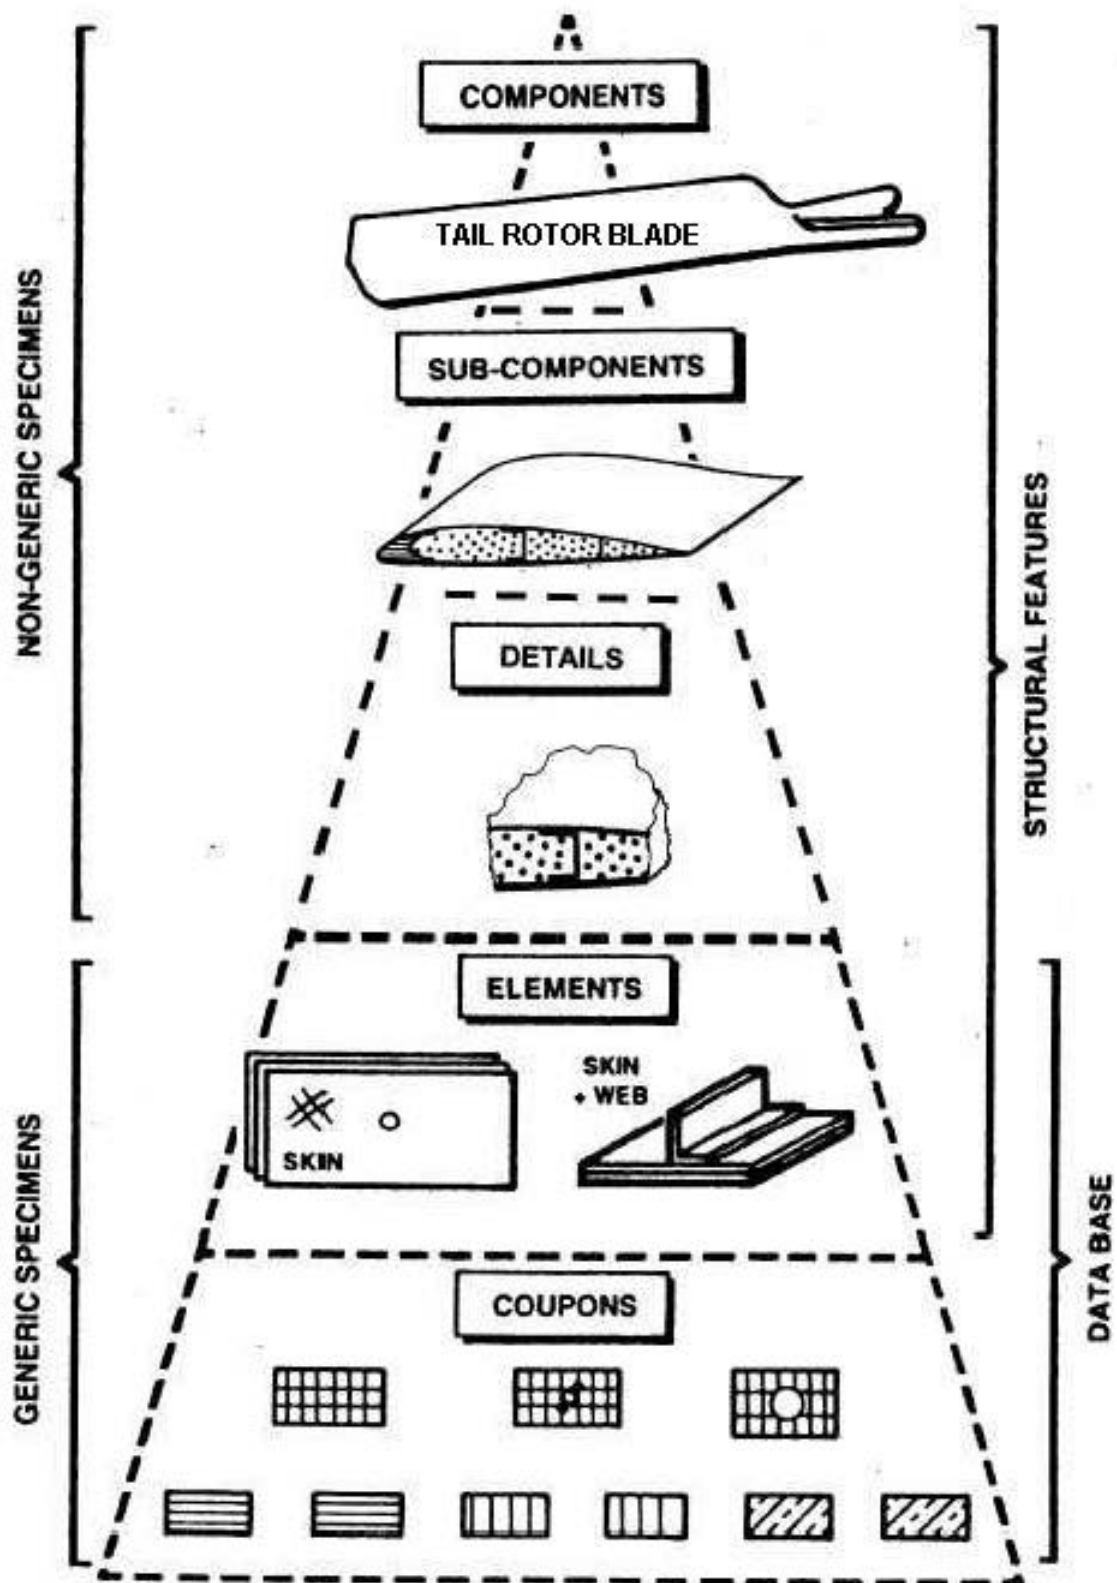 COMPONENTS
TAIL ROTOR BLADE
SUB-COMPONENTS
NON-GENERIC SPECIMENS
DETAILS
STRUCTURAL FEATURES
ELEMENTS
SKIN
SKIN
+ WEB
GENERIC SPECIMENS
DATA BASE
COUPONS